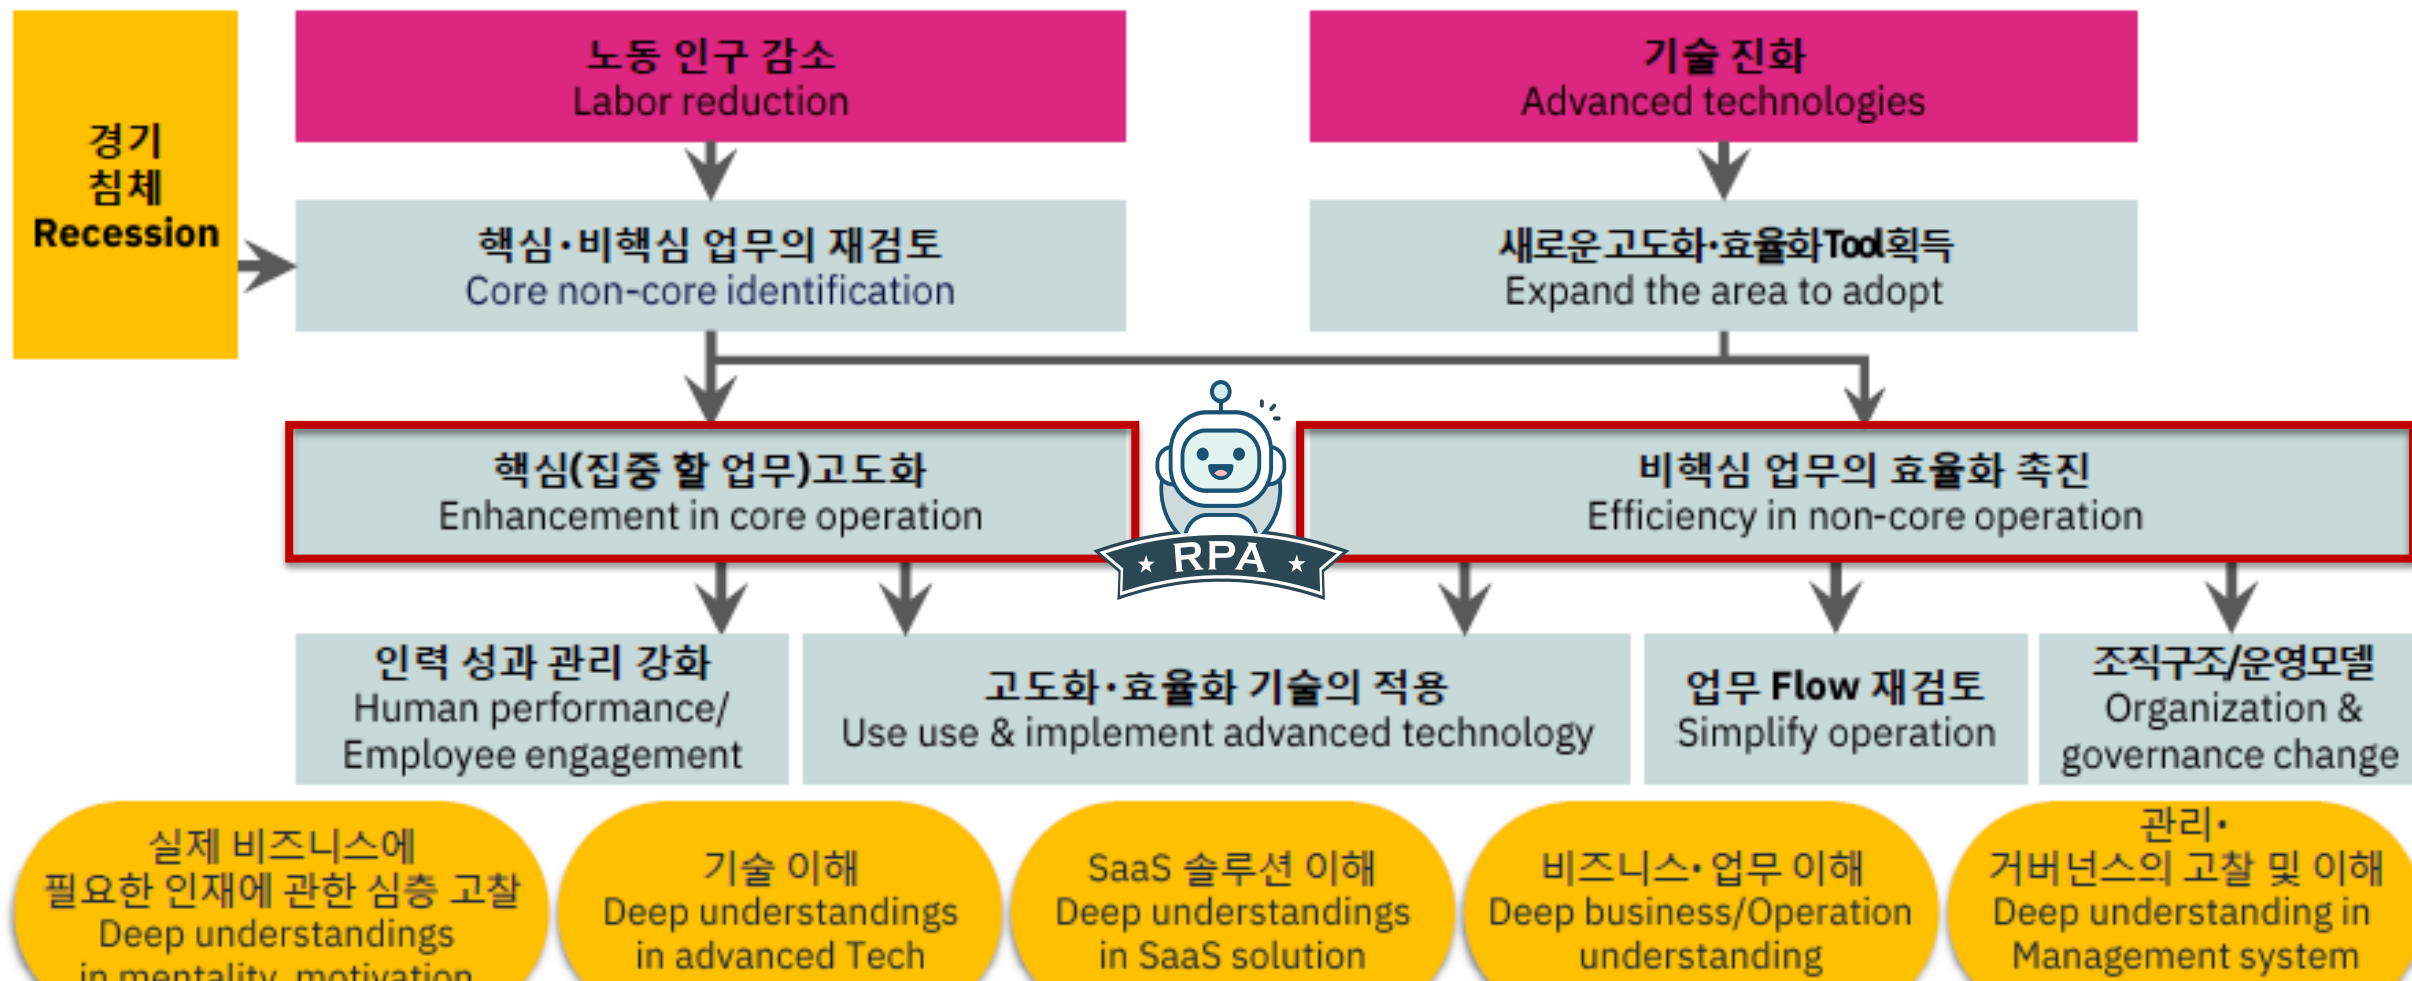 경기
침체
Recession
노동 인구 감소
Labor reduction
기술 진화
Advanced technologies
핵심·비핵심 업무의 재검토
Core non-core identification
새로운고도화·효율화Tool획득
Expand the area to adopt
핵심(집중 할 업무)고도화
Enhancement in core operation
RPA
비핵심 업무의 효율화 촉진
Efficiency in non-core operation
인력 성과 관리 강화
Human performance/
Employee engagement
고도화·효율화 기술의 적용
Use use & implement advanced technology
업무 Flow 재검토
Simplify operation
조직구조/운영모델
Organization &
governance change
실제 비즈니스에
필요한 인재에 관한 심층 고찰
Deep understandings
in mentality, motivation
기술 이해
Deep understandings
in advanced Tech
SaaS 솔루션 이해
Deep understandings
in SaaS solution
비즈니스·업무 이해
Deep business/Operation
understanding
관리·
거버넌스의 고찰 및 이해
Deep understanding in
Management system